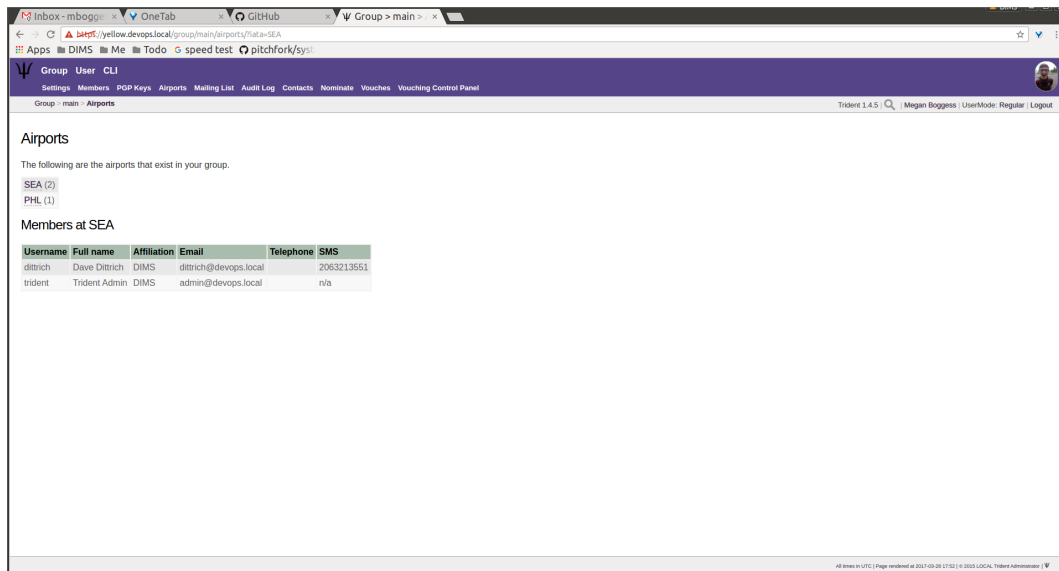 Inbox - mbogge
OneTab
GitHub
Ψ Group > main >
https://yellow.devops.local/group/main/airports/?iata=SEA
Apps DIMS Me Todo speed test pitchfork/syst
Ψ Group User CLI
Settings Members PGP Keys Airports Mailing List Audit Log Contacts Nominate Vouches Vouching Control Panel
Group > main > Airports
Trident 1.4.5 | | Megan Boggess | UserMode: Regular | Logout
Airports
The following are the airports that exist in your group.
SEA (2)
PHL (1)
Members at SEA
Username Full name Affiliation Email Telephone SMS
dittrich Dave Dittrich DIMS dittrich@devops.local 2063213551
trident Trident Admin DIMS admin@devops.local n/a
All times in UTC | Page rendered at 2017-03-28 17:52 | © 2015 LOCAL Trident Administrator | Ψ